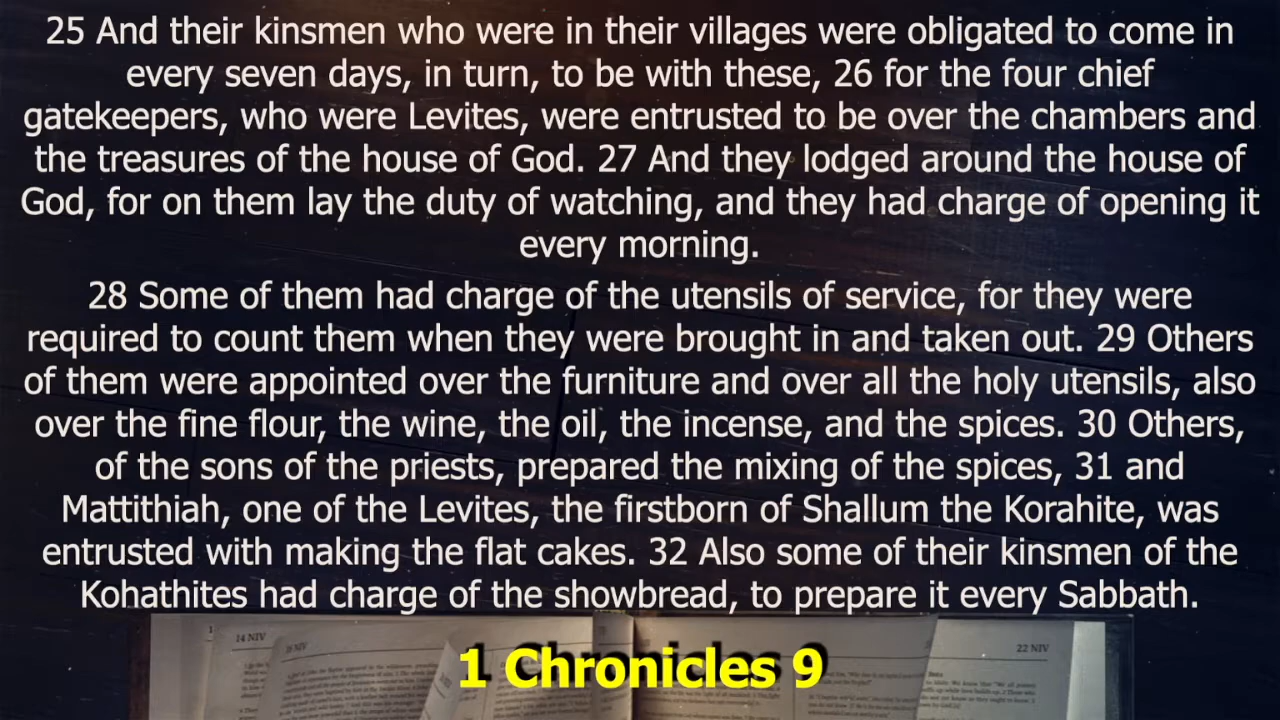 25 And their kinsmen who were in their villages were obligated to come in
every seven days, in turn, to be with these, 26 for the four chief
gatekeepers, who were Levites, were entrusted to be over the chambers and
the treasures of the house of God. 27 And they lodged around the house of
God, for on them lay the duty of watching, and they had charge of opening it
every morning.
28 Some of them had charge of the utensils of service, for they were
required to count them when they were brought in and taken out. 29 Others
of them were appointed over the furniture and over all the holy utensils, also
over the fine flour, the wine, the oil, the incense, and the spices. 30 Others,
of the sons of the priests, prepared the mixing of the spices, 31 and
Mattithiah, one of the Levites, the firstborn of Shallum the Korahite, was
entrusted with making the flat cakes. 32 Also some of their kinsmen of the
Kohathites had charge of the showbread, to prepare it every Sabbath.
14 NIV
22 NIV
1 Chronicles 9